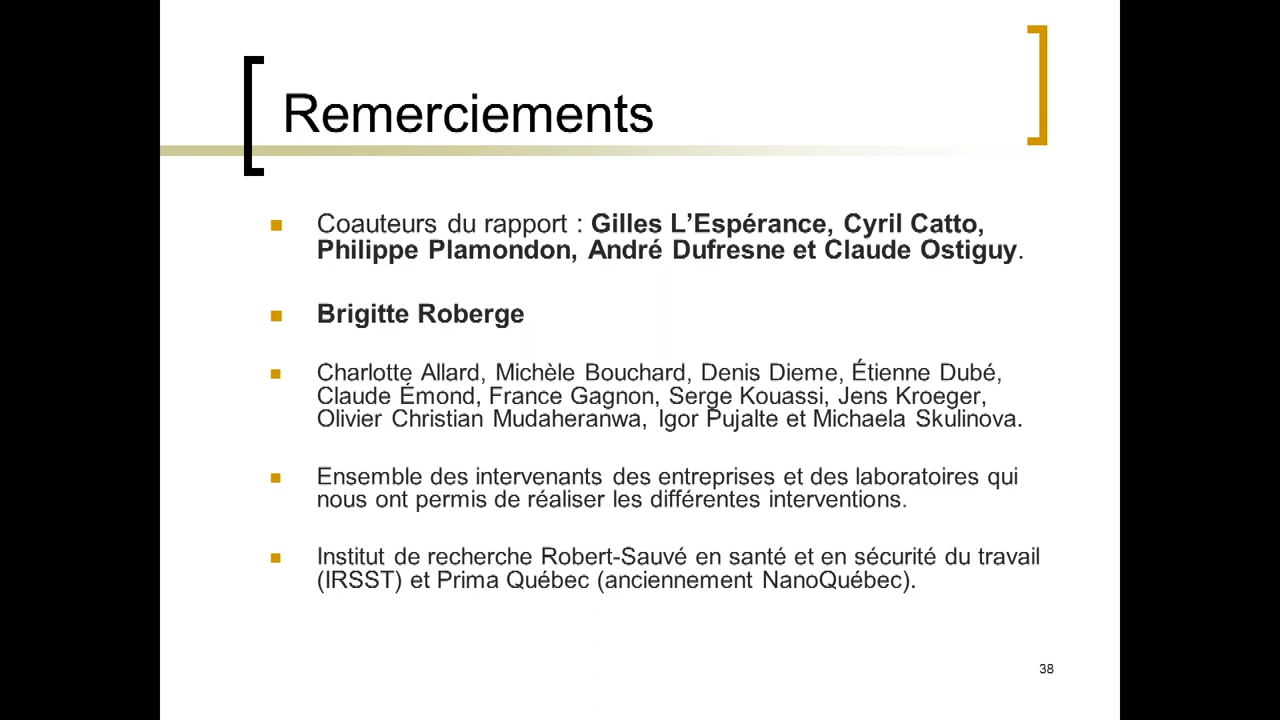 Remerciements
Coauteurs du rapport : Gilles L’Espérance, Cyril Catto,
Philippe Plamondon, André Dufresne et Claude Ostiguy.
Brigitte Roberge
Charlotte Allard, Michèle Bouchard, Denis Dieme, Étienne Dubé,
Claude Émond, France Gagnon, Serge Kouassi, Jens Kroeger,
Olivier Christian Mudaheranwa, Igor Pujalte et Michaela Skulinova.
Ensemble des intervenants des entreprises et des laboratoires qui
nous ont permis de réaliser les différentes interventions.
Institut de recherche Robert-Sauvé en santé et en sécurité du travail
(IRSST) et Prima Québec (anciennement NanoQuébec).
38